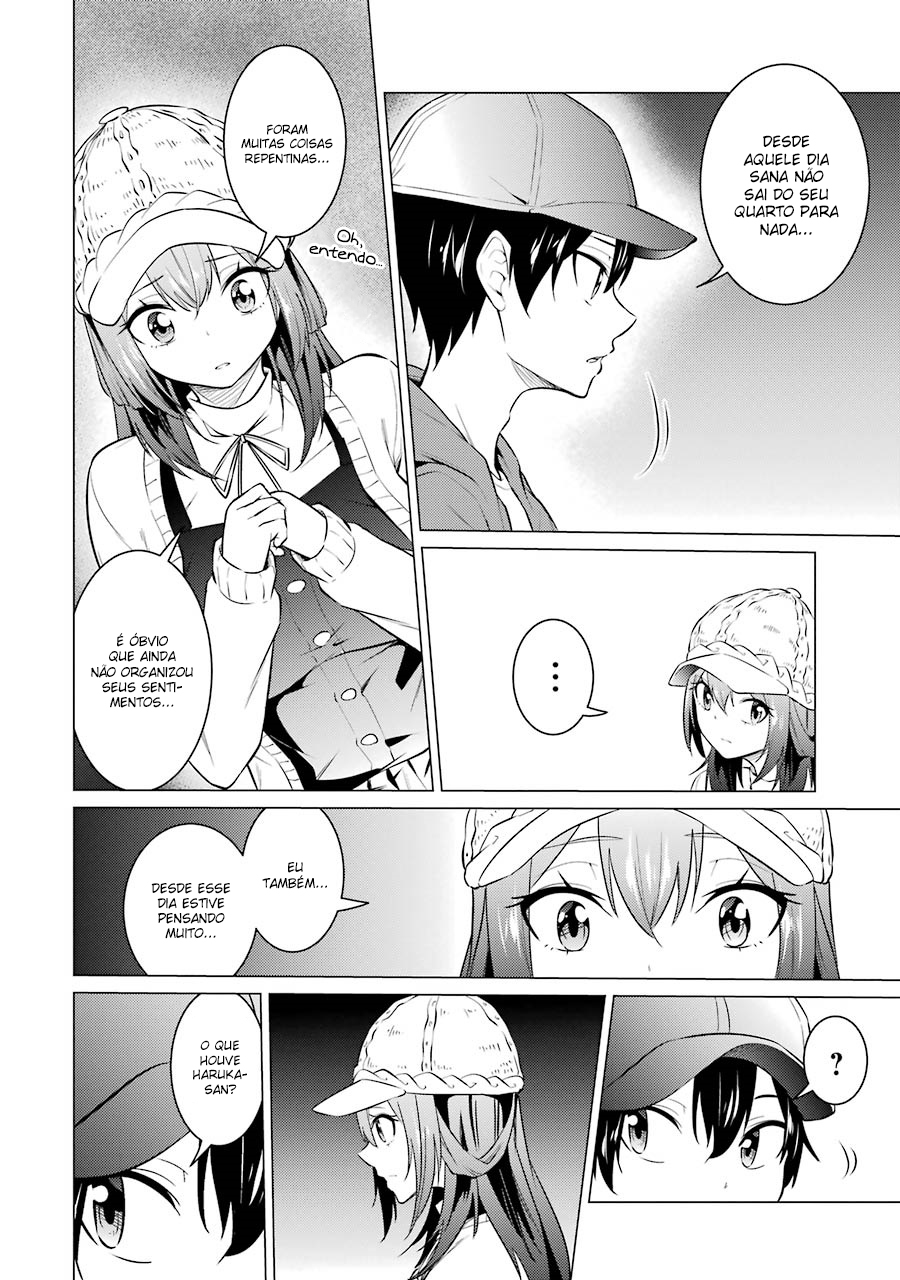 DESDE
AQUELE DIA
SANA NÃO
SAI DO SEU
QUARTO PARA
NADA...
FORAM
MUITAS COISAS
REPENTINAS...
Oh,
entendo...
É ÓBVIO
QUE AINDA
NÃO ORGANIZOU
SEUS SENTI-
MENTOS...
...
EU
TAMBÉM...
DESDE ESSE
DIA ESTIVE
PENSANDO
MUITO...
?
O QUE
HOUVE
HARUKA-
SAN?